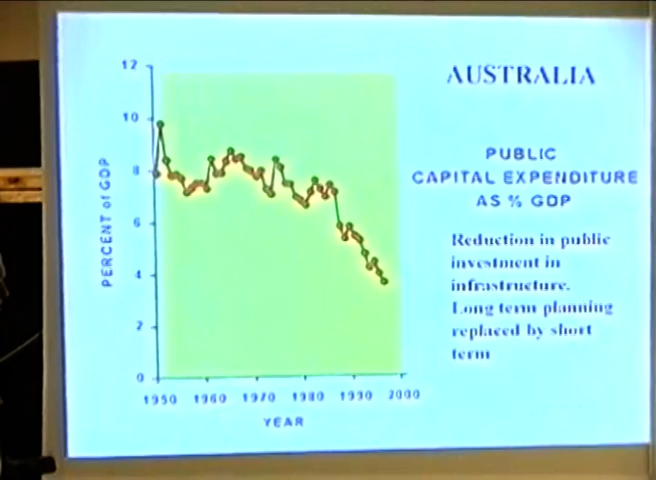 AUSTRALIA
PUBLIC
CAPITAL EXPENDITURE
AS % GDP
Reduction in public
investment in
infrastructure.
Long term planning
replaced by short
term
PERCENT of GDP
12
10
8
6
4
2
0
1950 1960 1970 1980 1990 2000
YEAR